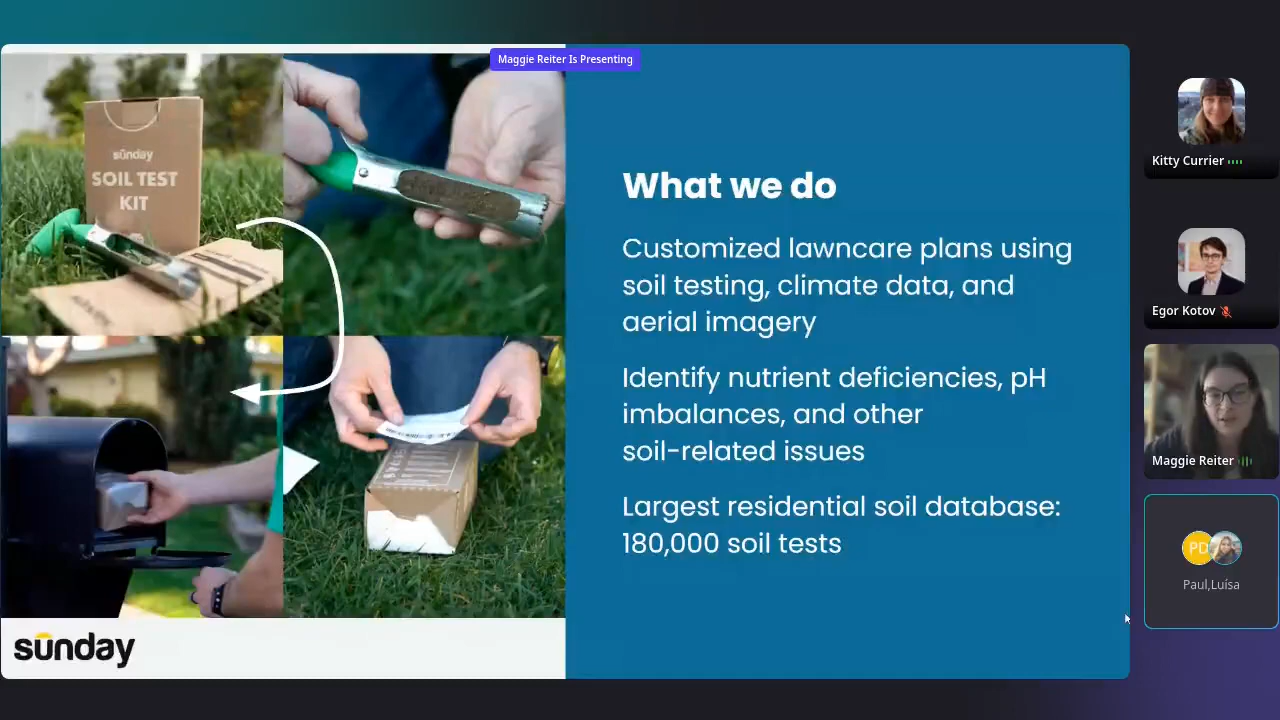 Maggie Reiter Is Presenting
sunday
SOIL TEST
KIT
What we do
Customized lawncare plans using
soil testing, climate data, and
aerial imagery
Identify nutrient deficiencies, pH
imbalances, and other
soil-related issues
Largest residential soil database:
180,000 soil tests
sunday
Kitty Currier
Egor Kotov
Maggie Reiter
PD
Paul,Luísa